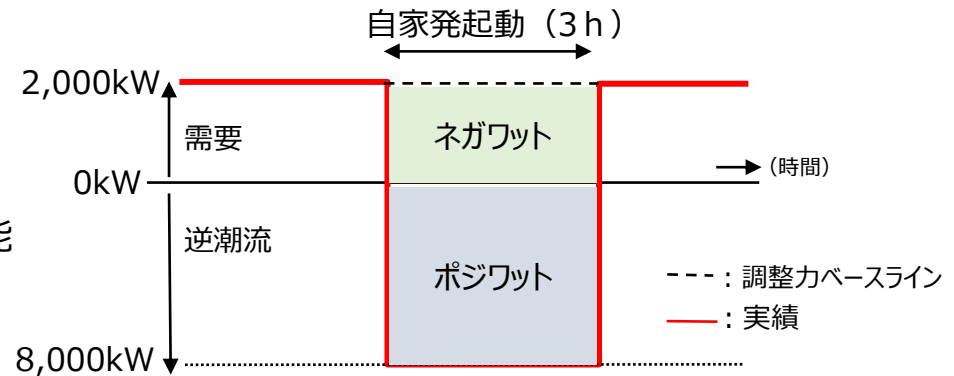 自家発起動（3ｈ）
2,000kW
需要
ネガワット
0kW
（時間）
能
逆潮流
ポジワット
：調整力ベースライン
：実績
8,000kW